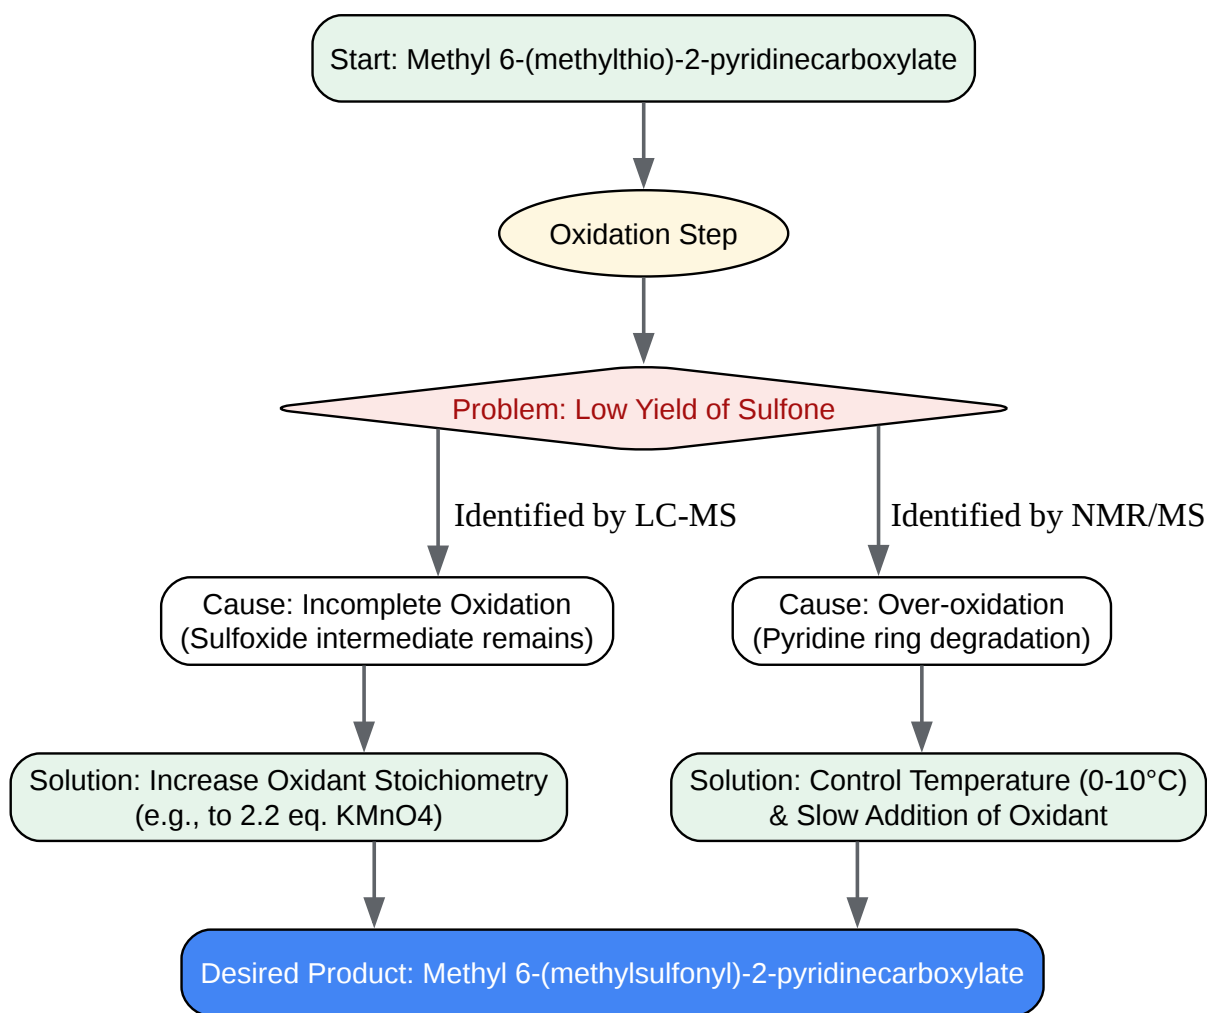 Start: Methyl 6-(methylthio)-2-pyridinecarboxylate
Oxidation Step
Problem: Low Yield of Sulfone
Identified by LC-MS
Identified by NMR/MS
Cause: Incomplete Oxidation
(Sulfoxide intermediate remains)
Cause: Over-oxidation
(Pyridine ring degradation)
Solution: Increase Oxidant Stoichiometry
(e.g., to 2.2 eq. KMnO4)
Solution: Control Temperature (0-10°C)
& Slow Addition of Oxidant
Desired Product: Methyl 6-(methylsulfonyl)-2-pyridinecarboxylate